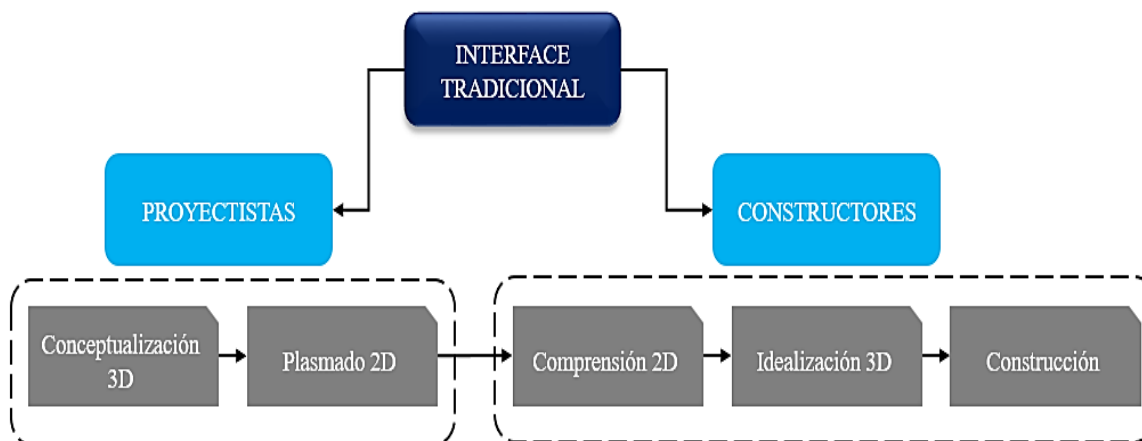 INTERFACE
TRADICIONAL
PROYECTISTAS
CONSTRUCTORES
Conceptualización
3D
Plasmado 2D
Comprensión 2D
Idealización 3D
Construcción